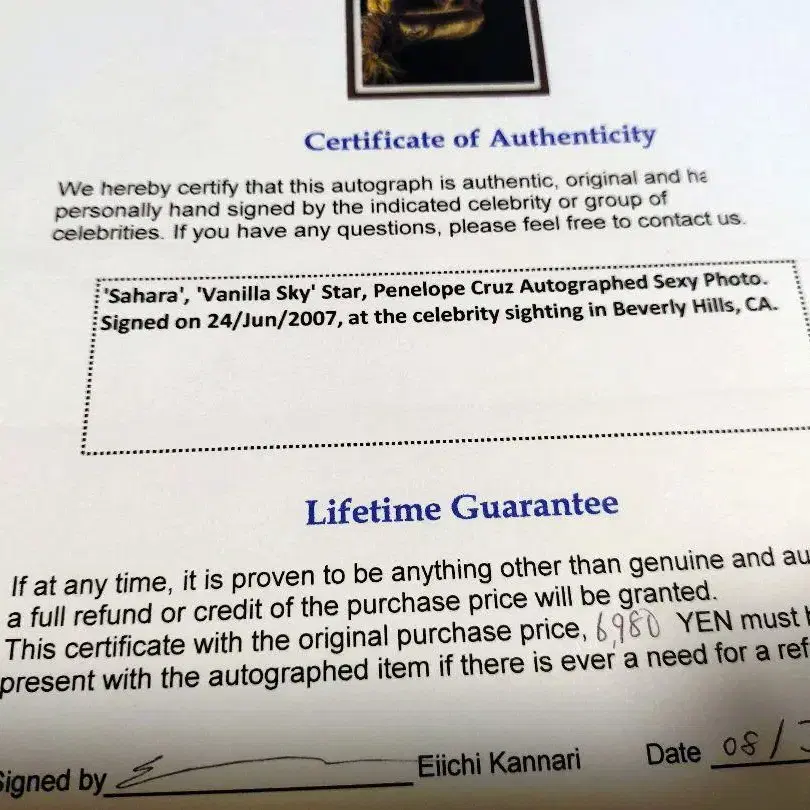 Certificate of Authenticity
We hereby certify that this autograph is authentic, original and ha
personally hand signed by the indicated celebrity or group of
celebrities. If you have any questions, please feel free to contact us.
'Sahara', 'Vanilla Sky' Star, Penelope Cruz Autographed Sexy Photo.
Signed on 24/Jun/2007, at the celebrity sighting in Beverly Hills, CA.
Lifetime Guarantee
If at any time, it is proven to be anything other than genuine and au
a full refund or credit of the purchase price will be granted.
This certificate with the original purchase price, 6,980 YEN must
present with the autographed item if there is ever a need for a ref
Signed by Eiichi Kannari Date 08/